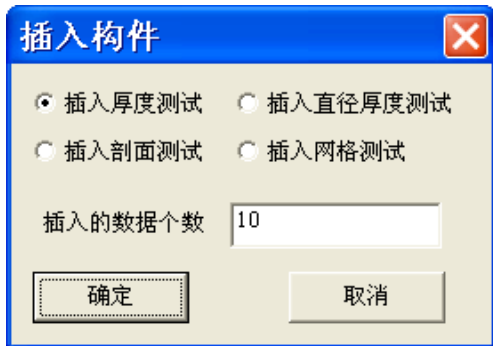 插入构件
插入厚度测试 插入直径厚度测试
插入剖面测试 插入网格测试
插入的数据个数 10
确定 取消